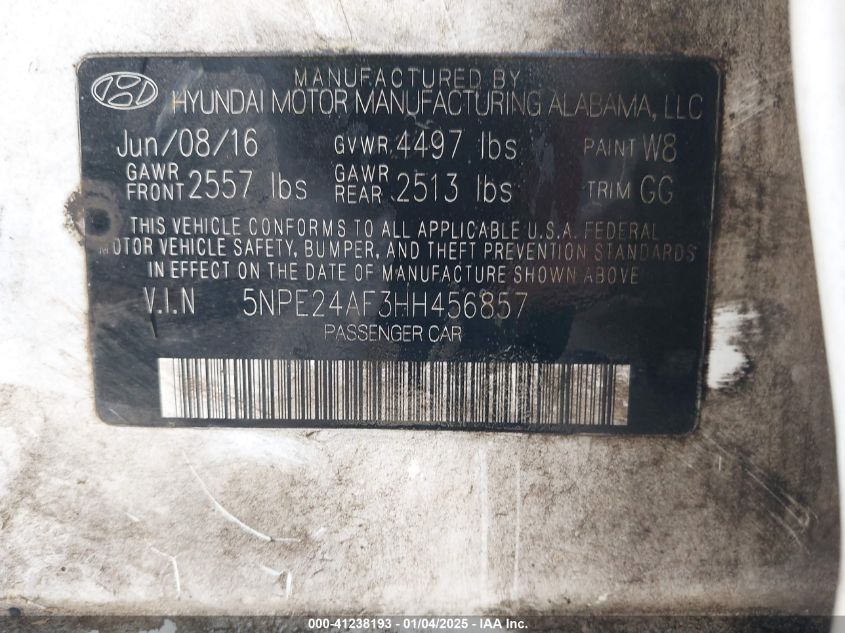 MANUFACTURED BY
HYUNDAI MOTOR MANUFACTURING ALABAMA, LLC
Jun/08/16 GVWR 4497 lbs PAINT W8
GAWR FRONT 2557 lbs GAWR REAR 2513 lbs TRIM GG
THIS VEHICLE CONFORMS TO ALL APPLICABLE U.S.A. FEDERAL
MOTOR VEHICLE SAFETY, BUMPER, AND THEFT PREVENTION STANDARDS
IN EFFECT ON THE DATE OF MANUFACTURE SHOWN ABOVE
V.I.N 5NPE24AF3HH456857
PASSENGER CAR
000-41238193 - 01/04/2025 - IAA Inc.